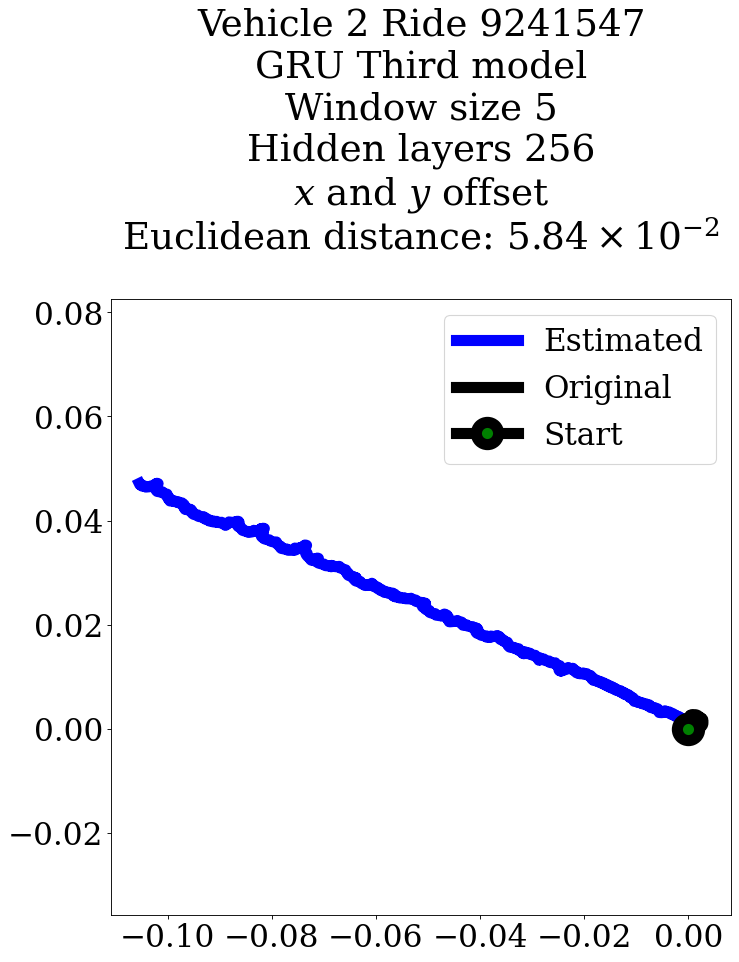 Vehicle 2 Ride 9241547
GRU Third model
Window size 5
Hidden layers 256
x and y offset
Euclidean distance: 5.84 × 10⁻²
Estimated
Original
Start
0.08
0.06
0.04
0.02
0.00
−0.02
−0.10 −0.08 −0.06 −0.04 −0.02 0.00